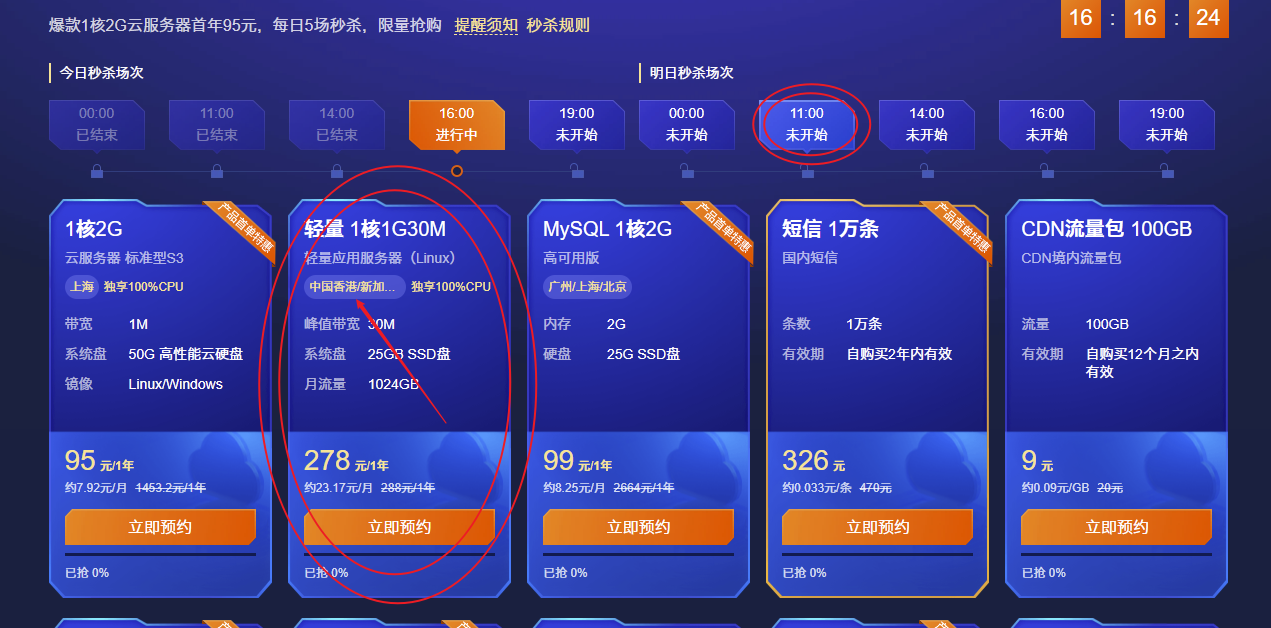 爆款1核2G云服务器首年95元，每日5场秒杀，限量抢购 提醒须知 秒杀规则
16 : 16 : 24
今日秒杀场次
明日秒杀场次
00:00 11:00 14:00 16:00 19:00 00:00 11:00 14:00 16:00 19:00
已结束 已结束 已结束 进行中 未开始 未开始 未开始 未开始 未开始 未开始
产品首单特惠
1核2G
云服务器 标准型S3
上海 独享100%CPU
带宽 1M
系统盘 50G 高性能云硬盘
镜像 Linux/Windows
95 元/1年
约7.92元/月 1453.2元/1年
立即预约
已抢 0%
轻量 1核1G30M
轻量应用服务器（Linux）
中国香港/新加... 独享100%CPU
峰值带宽 30M
系统盘 25GB SSD盘
月流量 1024GB
278 元/1年
约23.17元/月 288元/1年
立即预约
已抢 0%
产品首单特惠
MySQL 1核2G
高可用版
广州/上海/北京
内存 2G
硬盘 25G SSD盘
99 元/1年
约8.25元/月 2664元/1年
立即预约
已抢 0%
产品首单特惠
短信 1万条
国内短信
条数 1万条
有效期 自购买2年内有效
326 元
约0.033元/条 470元
立即预约
已抢 0%
CDN流量包 100GB
CDN境内流量包
流量 100GB
有效期 自购买12个月之内
有效
9 元
约0.09元/GB 20元
立即预约
已抢 0%